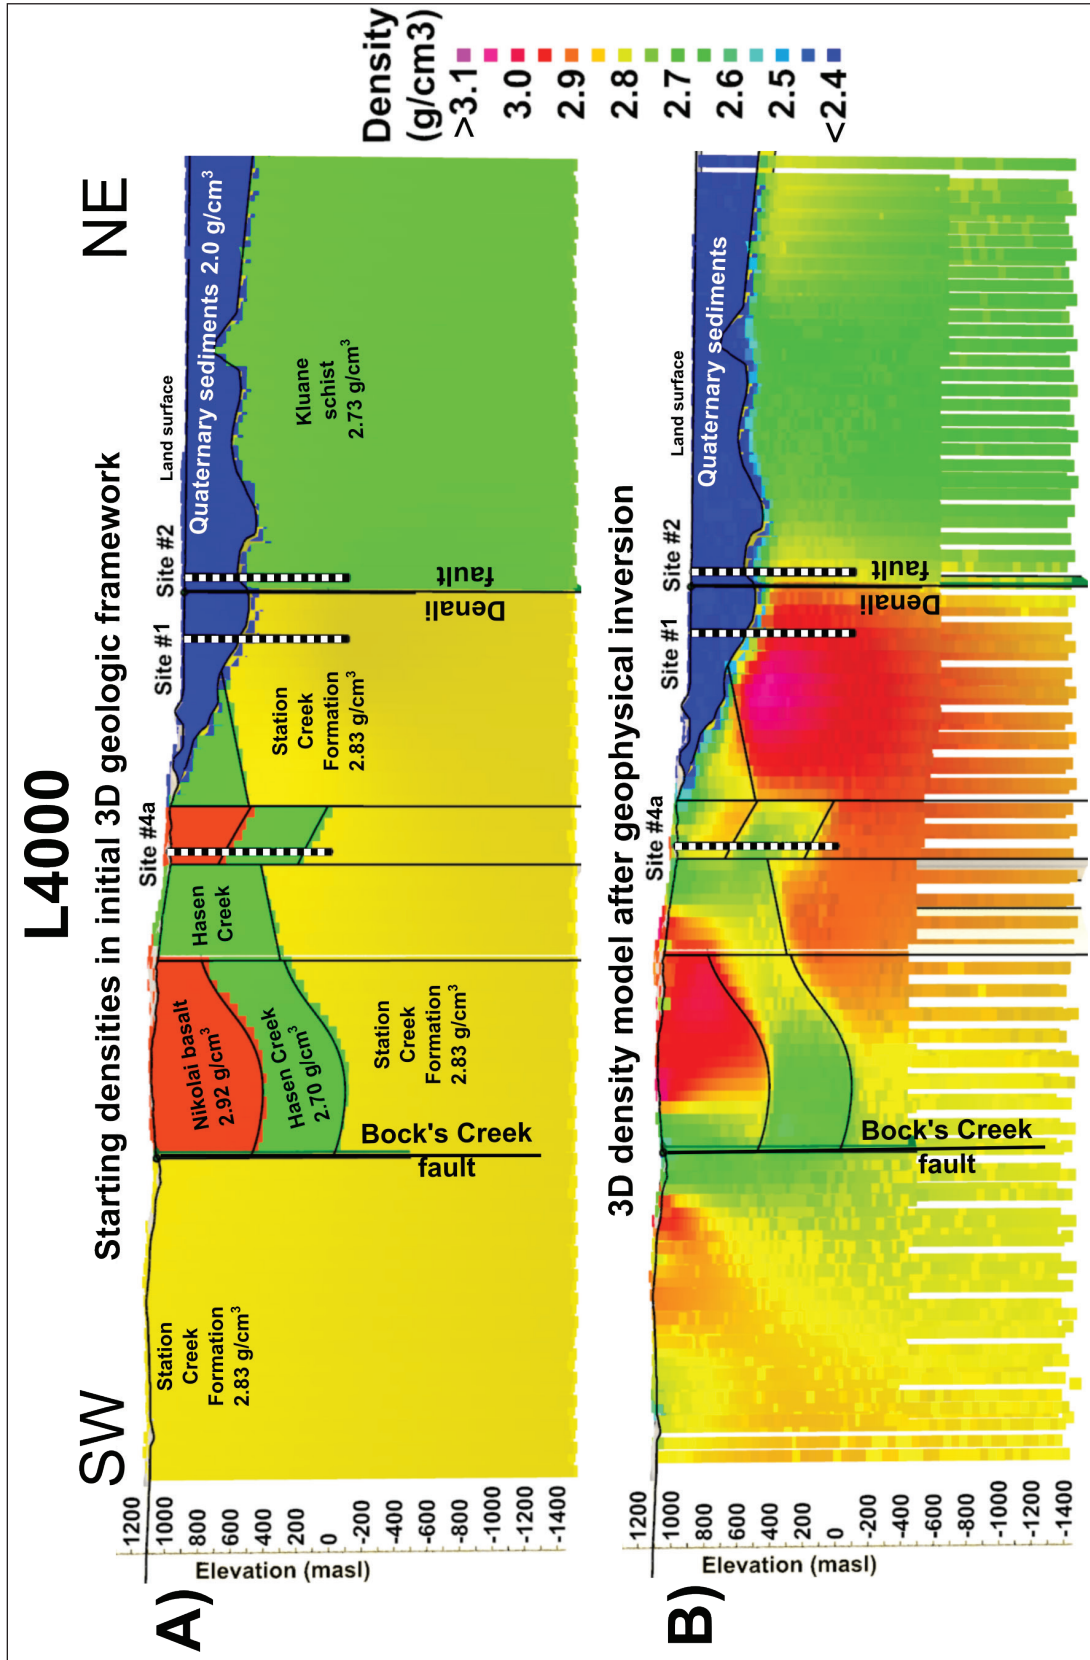 L4000
SW
NE
Starting densities in initial 3D geologic framework
A)
Elevation (masl)
1200
1000
800
600
400
200
0
-200
-400
-600
-800
-1000
-1200
-1400
Station
Creek
Formation
2.83 g/cm³
Nikolai basalt
2.92 g/cm³
Hasen Creek
2.70 g/cm³
Station
Creek
Formation
2.83 g/cm³
Bock's Creek
fault
Hasen
Creek
Site #4a
Site #1
Site #2
Station
Creek
Formation
2.83 g/cm³
Denali
fault
Land surface
Quaternary sediments 2.0 g/cm³
Kluane
schist
2.73 g/cm³
Density
(g/cm3)
>3.1
3.0
2.9
2.8
2.7
2.6
2.5
<2.4
3D density model after geophysical inversion
B)
Elevation (masl)
1200
1000
800
600
400
200
0
-200
-400
-600
-800
-1000
-1200
-1400
Bock's Creek
fault
Site #4a
Site #1
Site #2
Denali
fault
Land surface
Quaternary sediments